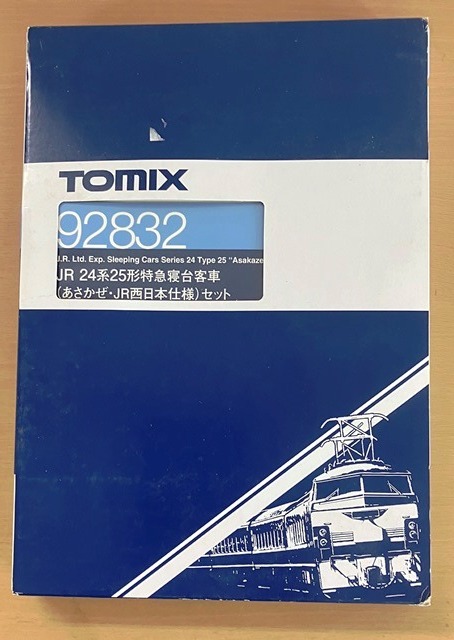 TOMIX
92832
J.R. Ltd. Exp. Sleeping Cars Series 24 Type 25 "Asakaze
JR 24系25形特急寝台客車
(あさかぜ・JR西日本仕様)セット